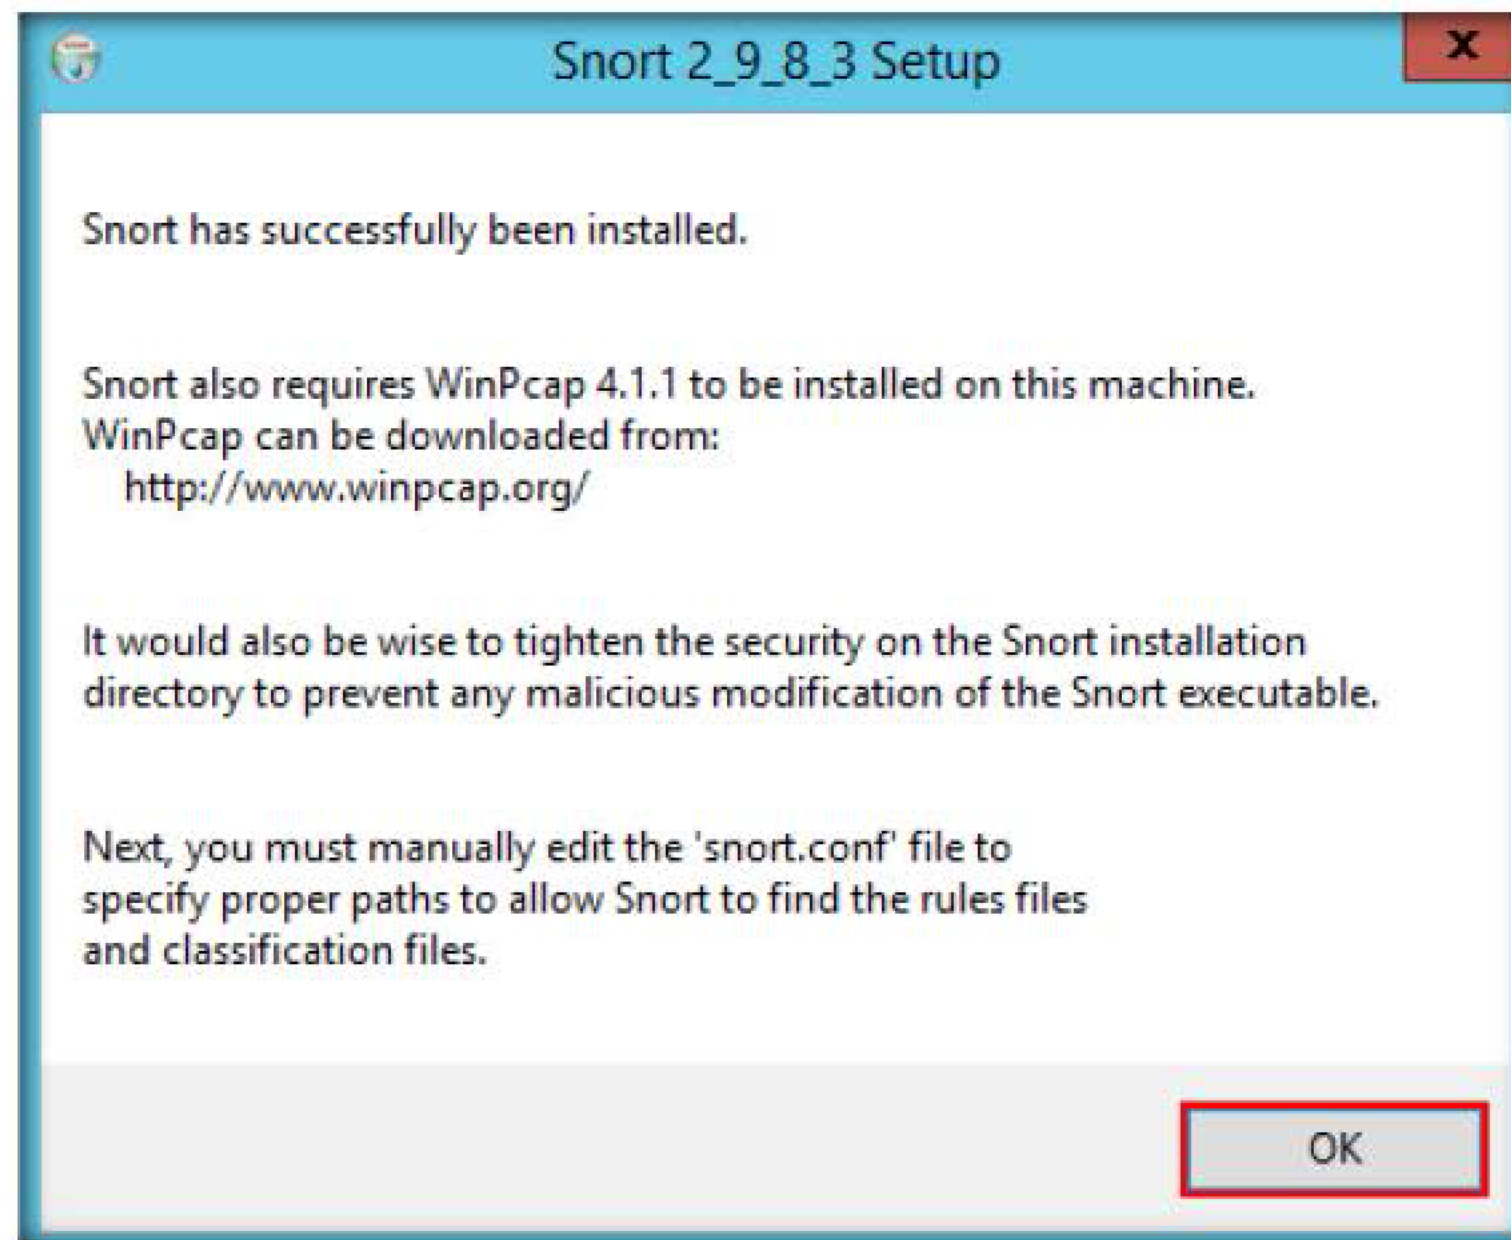 Snort 2_9_8_3 Setup
Snort has successfully been installed.
Snort also requires WinPcap 4.1.1 to be installed on this machine.
WinPcap can be downloaded from:
http://www.winpcap.org/
It would also be wise to tighten the security on the Snort installation
directory to prevent any malicious modification of the Snort executable.
Next, you must manually edit the 'snort.conf' file to
specify proper paths to allow Snort to find the rules files
and classification files.
OK